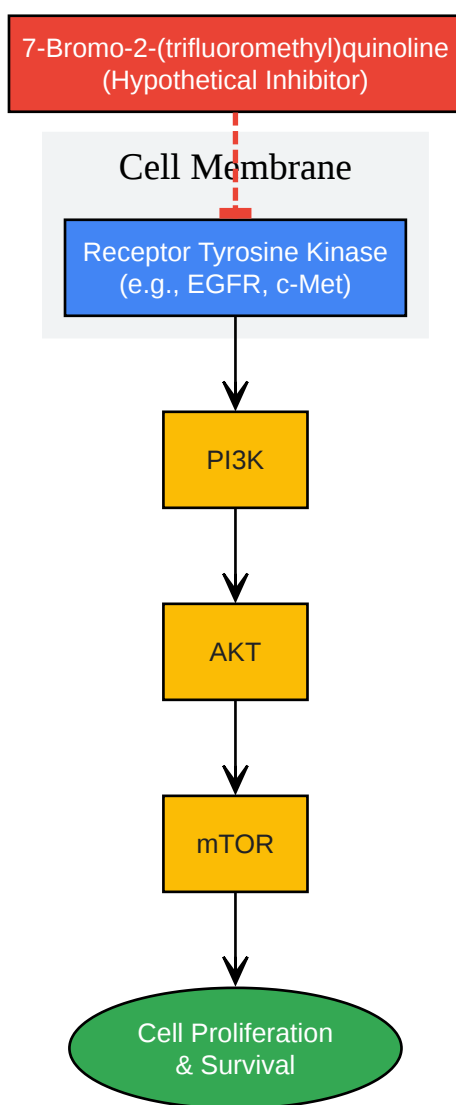 7-Bromo-2-(trifluoromethyl)quinoline
(Hypothetical Inhibitor)
Cell Membrane
Receptor Tyrosine Kinase
(e.g., EGFR, c-Met)
PI3K
AKT
mTOR
Cell Proliferation
& Survival